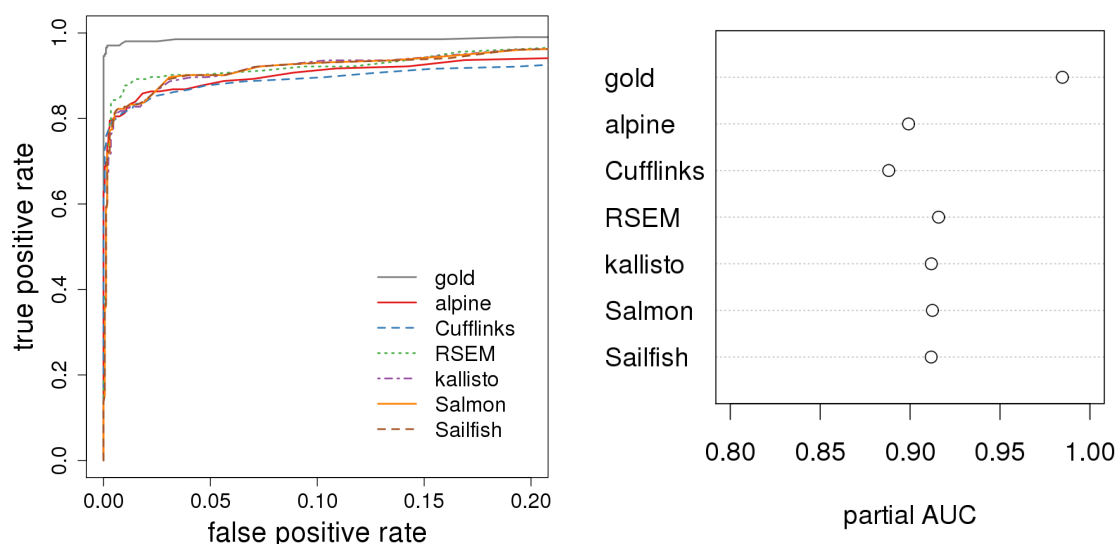 1.0
0.8
0.6
0.4
0.2
0.0
true positive rate
gold
alpine
Cufflinks
RSEM
kallisto
Salmon
Sailfish
0.00 0.05 0.10 0.15 0.20
false positive rate
gold
alpine
Cufflinks
RSEM
kallisto
Salmon
Sailfish
0.80 0.85 0.90 0.95 1.00
partial AUC